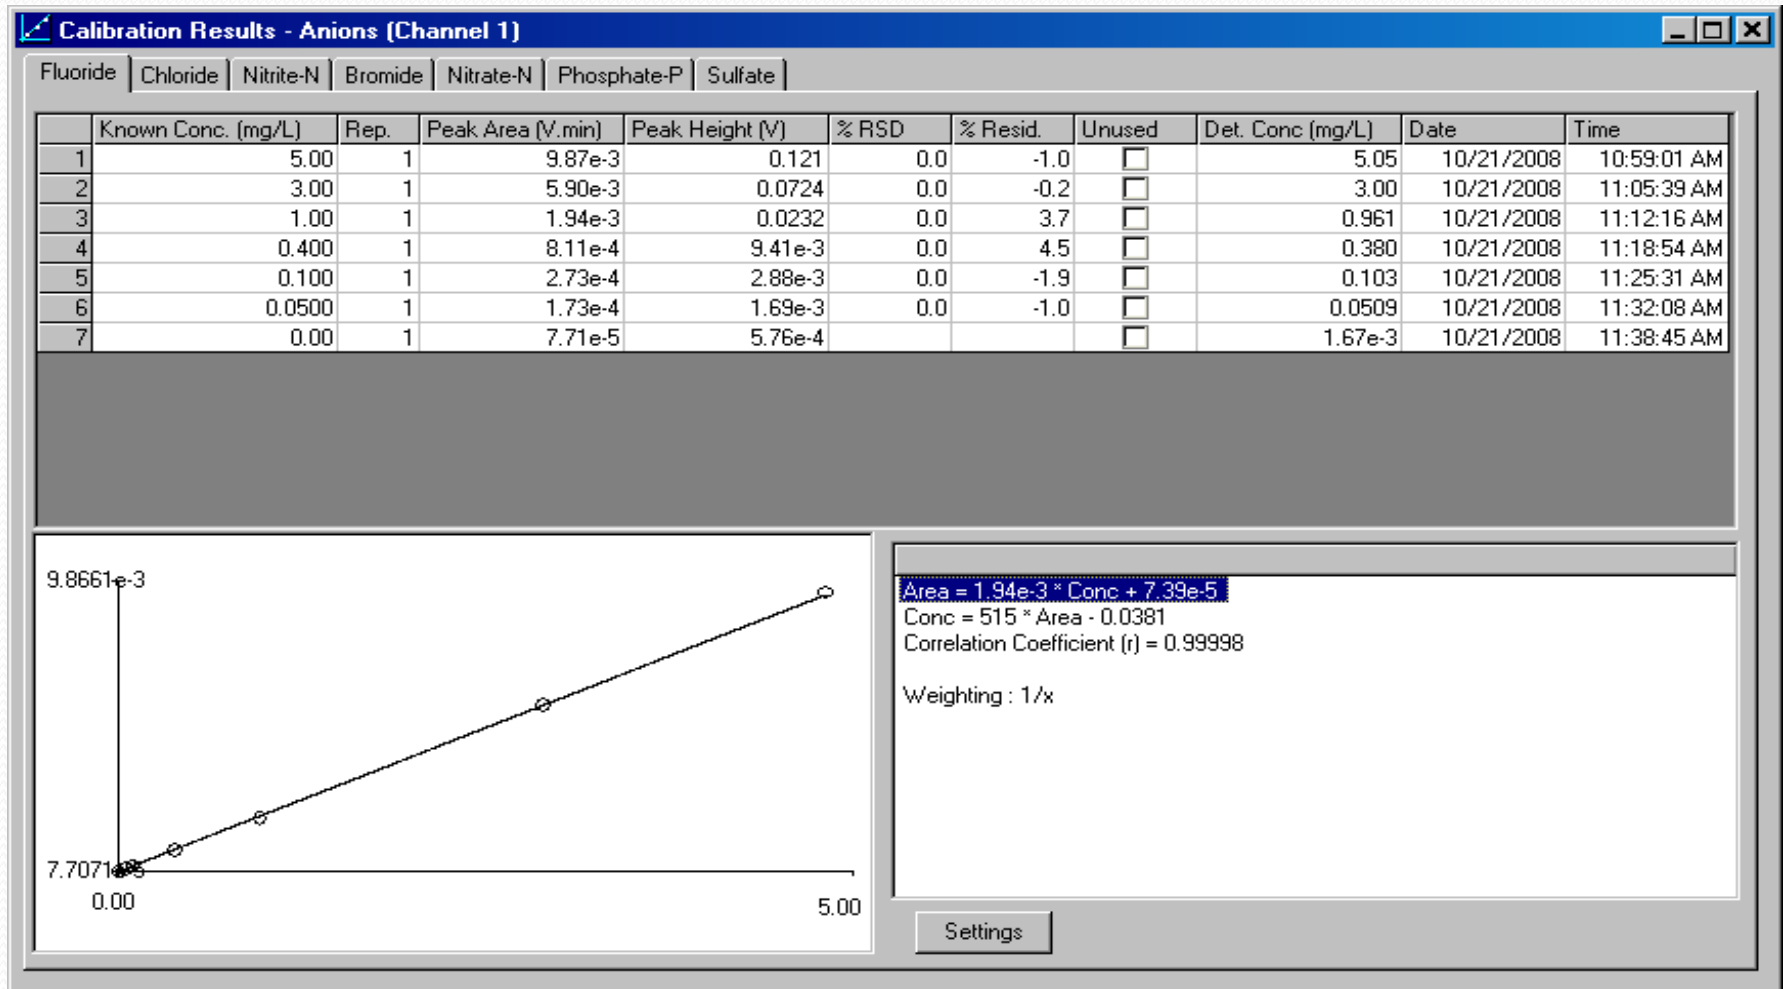 Calibration Results - Anions (Channel 1)
Fluoride Chloride Nitrite-N Bromide Nitrate-N Phosphate-P Sulfate
Known Conc. (mg/L) Rep. Peak Area (V.min) Peak Height (V) % RSD % Resid. Unused Det. Conc (mg/L) Date Time
1 5.00 1 9.87e-3 0.121 0.0 -1.0 5.05 10/21/2008 10:59:01 AM
2 3.00 1 5.90e-3 0.0724 0.0 -0.2 3.00 10/21/2008 11:05:39 AM
3 1.00 1 1.94e-3 0.0232 0.0 3.7 0.961 10/21/2008 11:12:16 AM
4 0.400 1 8.11e-4 9.41e-3 0.0 4.5 0.380 10/21/2008 11:18:54 AM
5 0.100 1 2.73e-4 2.88e-3 0.0 -1.9 0.103 10/21/2008 11:25:31 AM
6 0.0500 1 1.73e-4 1.69e-3 0.0 -1.0 0.0509 10/21/2008 11:32:08 AM
7 0.00 1 7.71e-5 5.76e-4 1.67e-3 10/21/2008 11:38:45 AM
9.8661e-3
7.7071
0.00 5.00
Area = 1.94e-3 * Conc + 7.39e-5
Conc = 515 * Area - 0.0381
Correlation Coefficient (r) = 0.99998
Weighting : 1/x
Settings